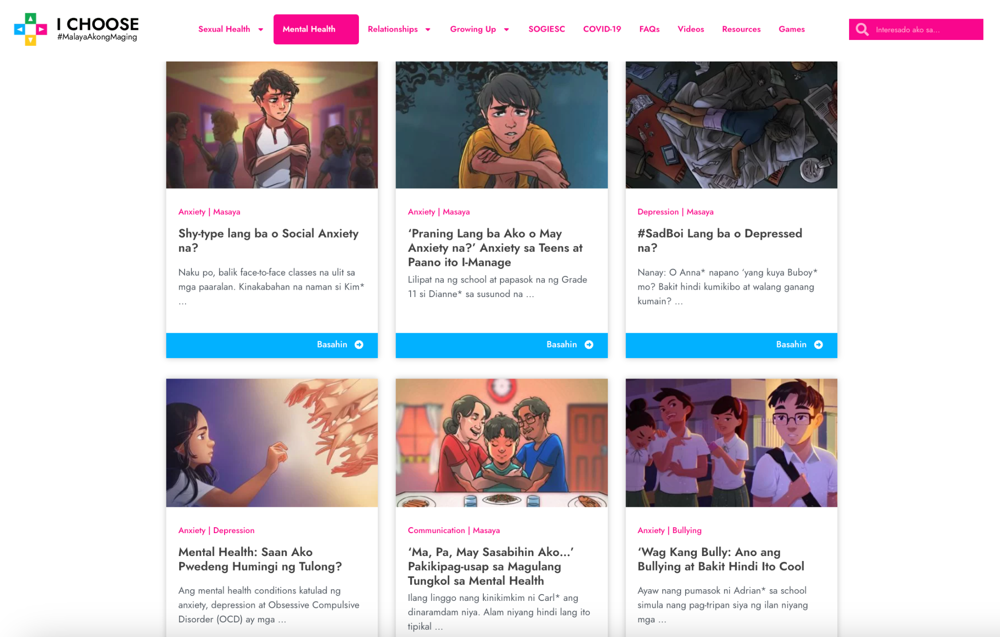 I CHOOSE
#MalayaAkongMaging
Sexual Health
Mental Health
Relationships
Growing Up
SOGIESC
COVID-19
FAQs
Videos
Resources
Games
Interesado ako sa...
Anxiety | Masaya
Shy-type lang ba o Social Anxiety
na?
Naku po, balik face-to-face classes na ulit sa
mga paaralan. Kinakabahan na naman si Kim*
...
Basahin
Anxiety | Masaya
‘Praning Lang ba Ako o May
Anxiety na?’ Anxiety sa Teens at
Paano ito I-Manage
Lilipat na ng school at papasok na ng Grade
11 si Dianne* sa susunod na ...
Basahin
Depression | Masaya
#SadBoi Lang ba o Depressed
na?
Nanay: O Anna* napano ‘yang kuya Buboy*
mo? Bakit hindi kumikibo at walang ganang
kumain? ...
Basahin
Anxiety | Depression
Mental Health: Saan Ako
Pwedeng Humingi ng Tulong?
Ang mental health conditions katulad ng
anxiety, depression at Obsessive Compulsive
Disorder (OCD) ay mga ...
Communication | Masaya
‘Ma, Pa, May Sasabihin Ako...’
Pakikipag-usap sa Magulang
Tungkol sa Mental Health
Ilang linggo nang kinikimkim ni Carl* ang
dinaramdam niya. Alam niyang hindi lang ito
tipikal ...
Anxiety | Bullying
‘Wag Kang Bully: Ano ang
Bullying at Bakit Hindi Ito Cool
Ayaw nang pumasok ni Adrian* sa school
simula nang pag-tripan siya ng ilan niyang
mga ...